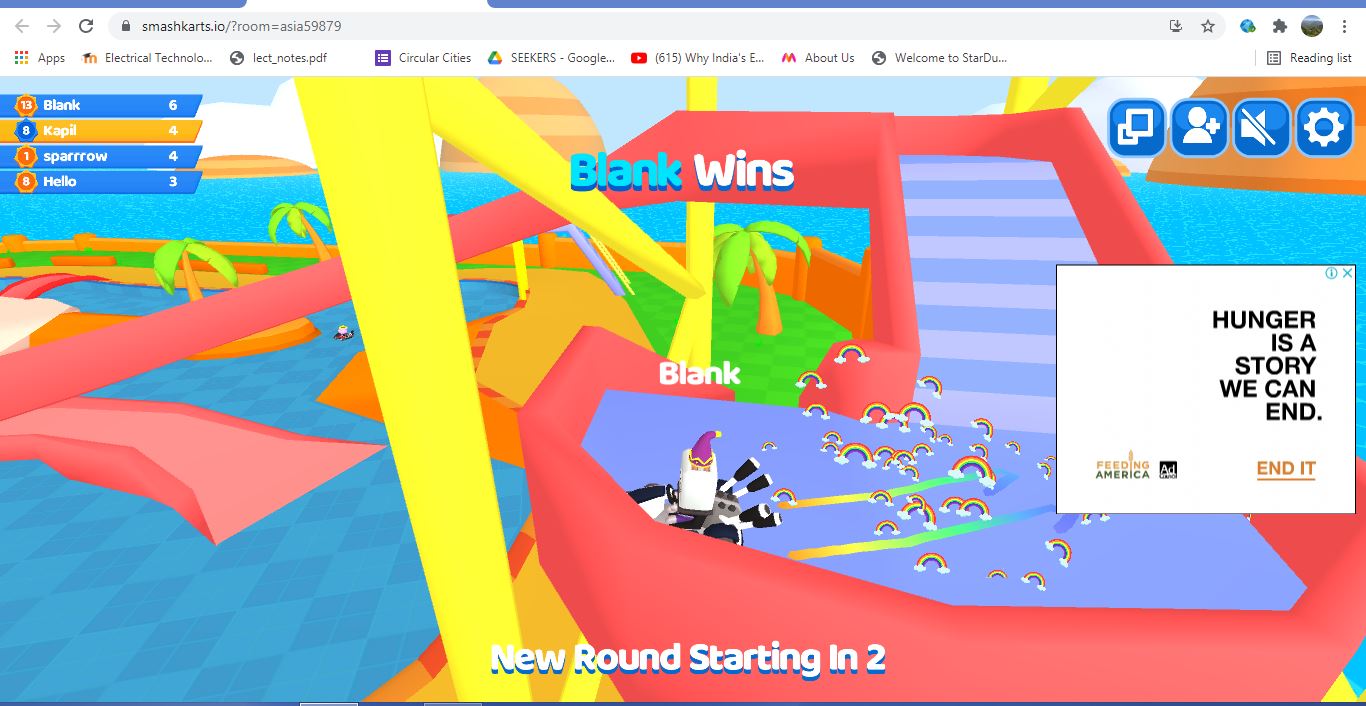 smashkarts.io/?room=asia59879
Apps
Electrical Technolo...
lect_notes.pdf
Circular Cities
SEEKERS - Google...
(615) Why India's E...
About Us
Welcome to StarDu...
Reading list
13 Blank 6
8 Kapil 4
1 sparrrow 4
8 Hello 3
Blank Wins
Blank
HUNGER
IS A
STORY
WE CAN
END.
FEEDING
AMERICA
Ad
END IT
New Round Starting In 2